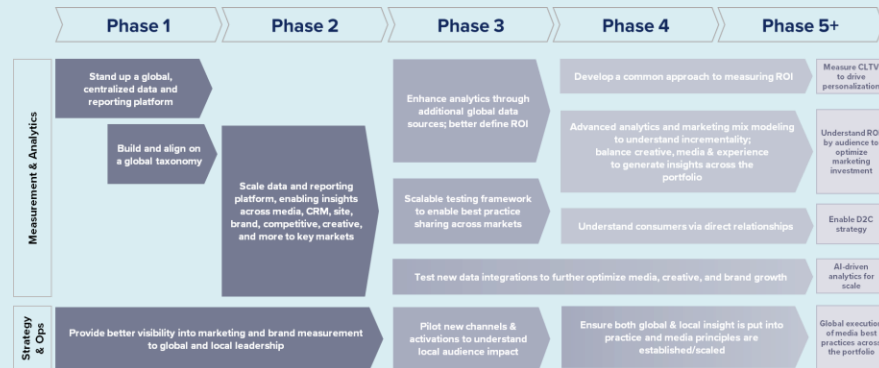 Phase 1
Phase 2
Phase 3
Phase 4
Phase 5+
Measurement & Analytics
Stand up a global,
centralized data and
reporting platform
Build and align on
a global taxonomy
Scale data and reporting
platform, enabling insights
across media, CRM, site,
brand, competitive, creative,
and more to key markets
Enhance analytics through
additional global data
sources; better define ROI
Scalable testing framework
to enable best practice
sharing across markets
Develop a common approach to measuring ROI
Advanced analytics and marketing mix modeling
to understand incrementality;
balance creative, media & experience
to generate insights across the
portfolio
Understand consumers via direct relationships
Test new data integrations to further optimize media, creative, and brand growth
Measure CLTV
to drive
personalization
Understand ROI
by audience to
optimize
marketing
investment
Enable D2C
strategy
AI-driven
analytics for
scale
Strategy
& Ops
Provide better visibility into marketing and brand measurement
to global and local leadership
Pilot new channels &
activations to understand
local audience impact
Ensure both global & local insight is put into
practice and media principles are
established/scaled
Global execution
of media best
practices across
the portfolio